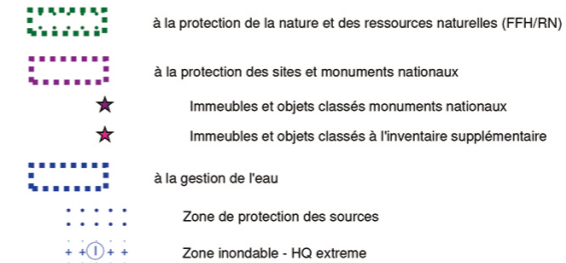 à la protection de la nature et des ressources naturelles (FFH/RN)
à la protection des sites et monuments nationaux
Immeubles et objets classés monuments nationaux
Immeubles et objets classés à l'inventaire supplémentaire
à la gestion de l'eau
Zone de protection des sources
I
Zone inondable - HQ extreme